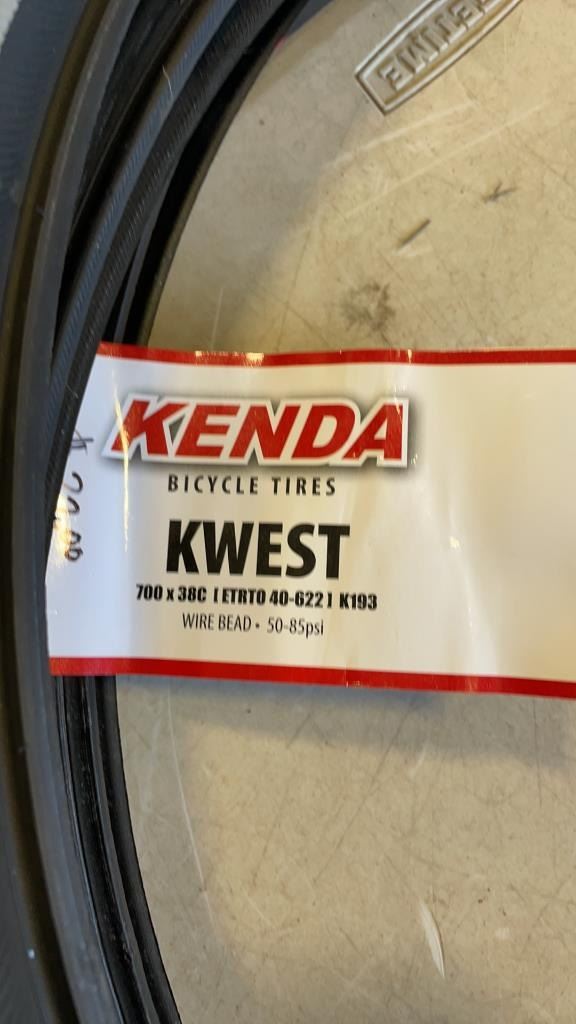 KENDA
BICYCLE TIRES
KWEST
700 x 38C [ETRTO 40-622] K193
WIRE BEAD • 50-85psi